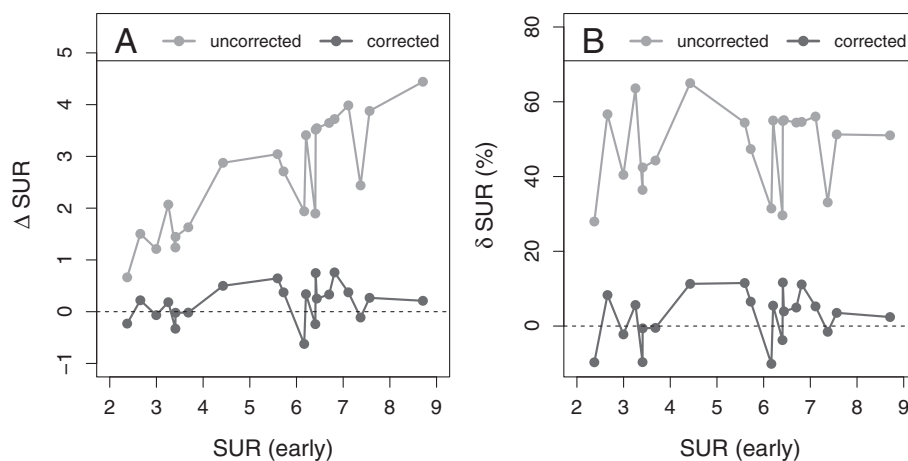 A uncorrected corrected
5
4
3
2
1
0
−1
Δ SUR
2 3 4 5 6 7 8 9
SUR (early)
B uncorrected corrected
80
60
40
20
0
δ SUR (%)
2 3 4 5 6 7 8 9
SUR (early)